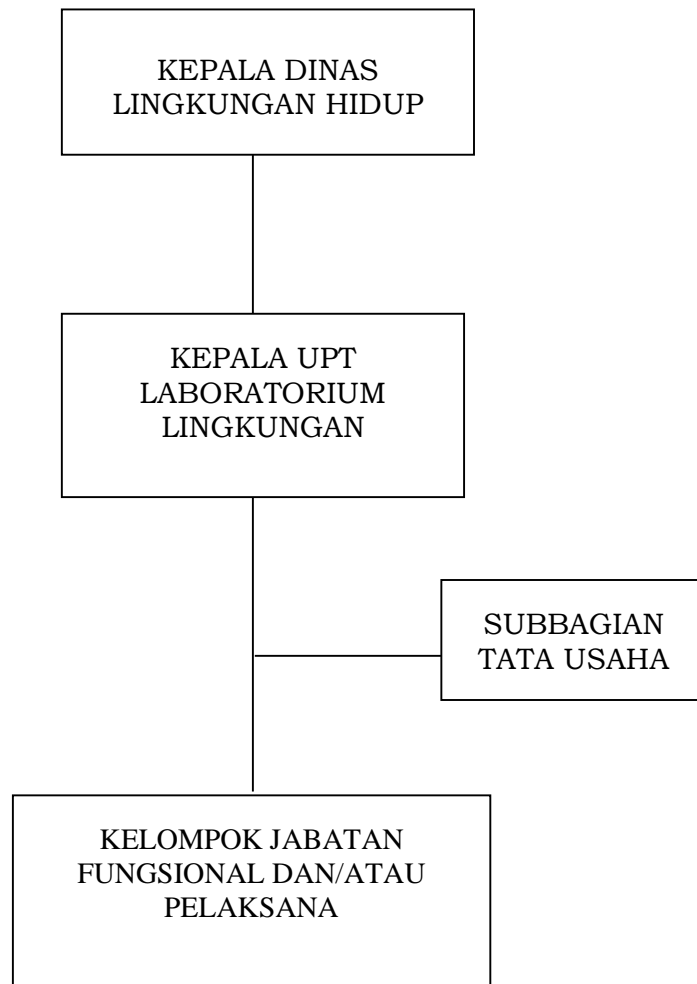 KEPALA DINAS
LINGKUNGAN HIDUP
KEPALA UPT
LABORATORIUM
LINGKUNGAN
SUBBAGIAN
TATA USAHA
KELOMPOK JABATAN
FUNGSIONAL DAN/ATAU
PELAKSANA